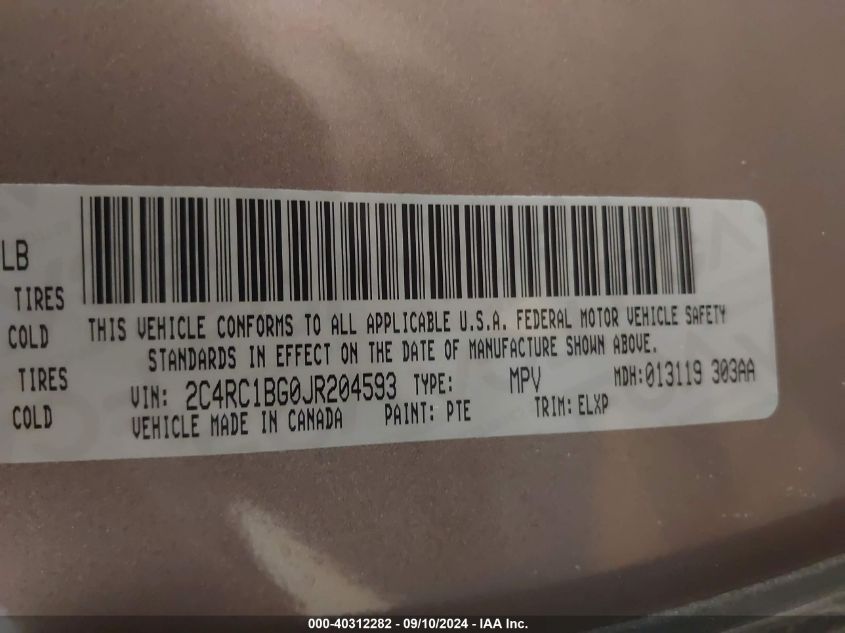 LB
TIRES
COLD
TIRES
COLD
THIS VEHICLE CONFORMS TO ALL APPLICABLE U.S.A. FEDERAL MOTOR VEHICLE SAFETY
STANDARDS IN EFFECT ON THE DATE OF MANUFACTURE SHOWN ABOVE.
VIN: 2C4RC1BG0JR204593 TYPE: MPV MDH:013119 303AA
VEHICLE MADE IN CANADA PAINT: PTE TRIM: ELXP
000-40312282 - 09/10/2024 - IAA Inc.